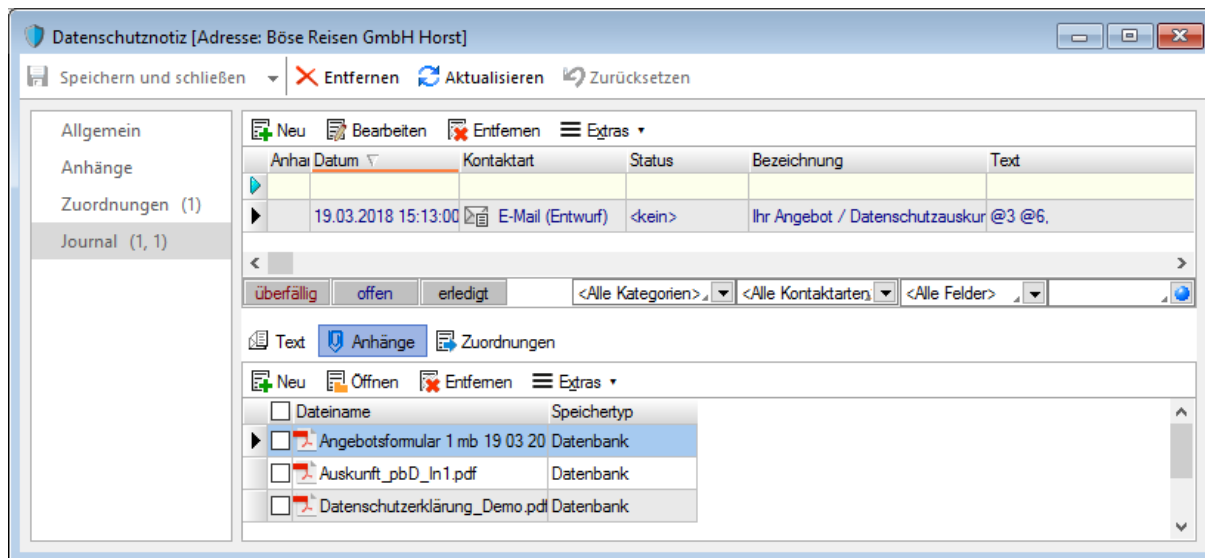 Datenschutznotiz [Adresse: Böse Reisen GmbH Horst]
Speichern und schließen Entfernen Aktualisieren Zurücksetzen
Allgemein
Anhänge
Zuordnungen (1)
Journal (1, 1)
Neu Bearbeiten Entfernen Extras
Anhar Datum Kontaktart Status Bezeichnung Text
19.03.2018 15:13:00 E-Mail (Entwurf) <kein> Ihr Angebot / Datenschutzauskur @3 @6,
überfällig offen erledigt <Alle Kategorien> <Alle Kontaktarten <Alle Felder>
Text Anhänge Zuordnungen
Neu Öffnen Entfernen Extras
Dateiname Speichertyp
Angebotsformular 1 mb 19 03 20 Datenbank
Auskunft_pbD_In1.pdf Datenbank
Datenschutzerklärung_Demo.pdf Datenbank